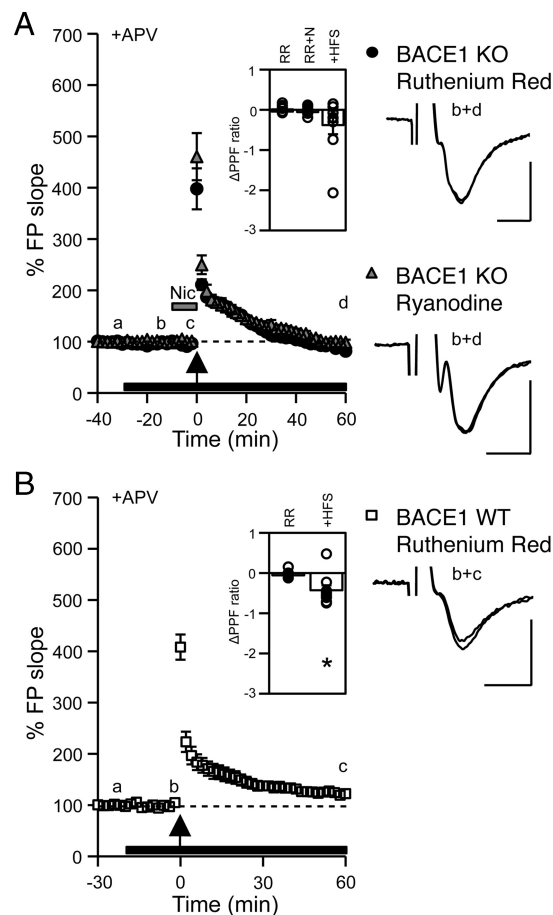 A
+APV
700
600
500
400
300
200
100
0
% FP slope
-40
-20
0
20
40
60
Time (min)
Nic
a
b
c
d
RR
RR+N
+HFS
1
0
-1
-2
-3
ΔPPF ratio
BACE1 KO
Ruthenium Red
b+d
BACE1 KO
Ryanodine
b+d
B
+APV
700
600
500
400
300
200
100
0
% FP slope
-30
0
30
60
Time (min)
a
b
c
RR
+HFS
1
0
-1
-2
-3
ΔPPF ratio
*
BACE1 WT
Ruthenium Red
b+c